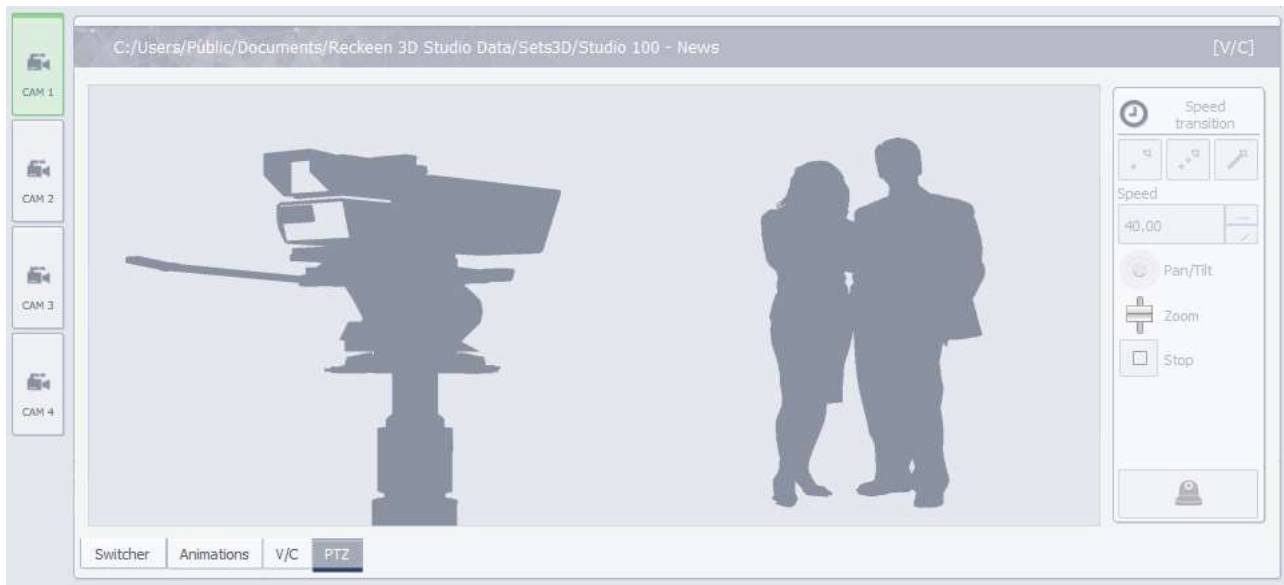 C:/Users/Public/Documents/Reckeen 3D Studio Data/Sets3D/Studio 100 - News
[V/C]
CAM 1
CAM 2
CAM 3
CAM 4
Speed
transition
Speed
40.00
Pan/Tilt
Zoom
Stop
Switcher
Animations
V/C
PTZ